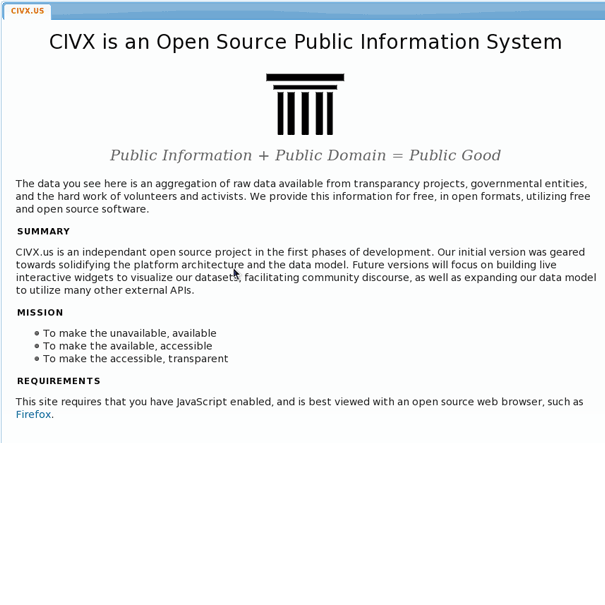 CIVX.US
CIVX is an Open Source Public Information System
Public Information + Public Domain = Public Good
The data you see here is an aggregation of raw data available from transparancy projects, governmental entities,
and the hard work of volunteers and activists. We provide this information for free, in open formats, utilizing free
and open source software.
SUMMARY
CIVX.us is an independant open source project in the first phases of development. Our initial version was geared
towards solidifying the platform architecture and the data model. Future versions will focus on building live
interactive widgets to visualize our datasets, facilitating community discourse, as well as expanding our data model
to utilize many other external APIs.
MISSION
To make the unavailable, available
To make the available, accessible
To make the accessible, transparent
REQUIREMENTS
This site requires that you have JavaScript enabled, and is best viewed with an open source web browser, such as
Firefox.